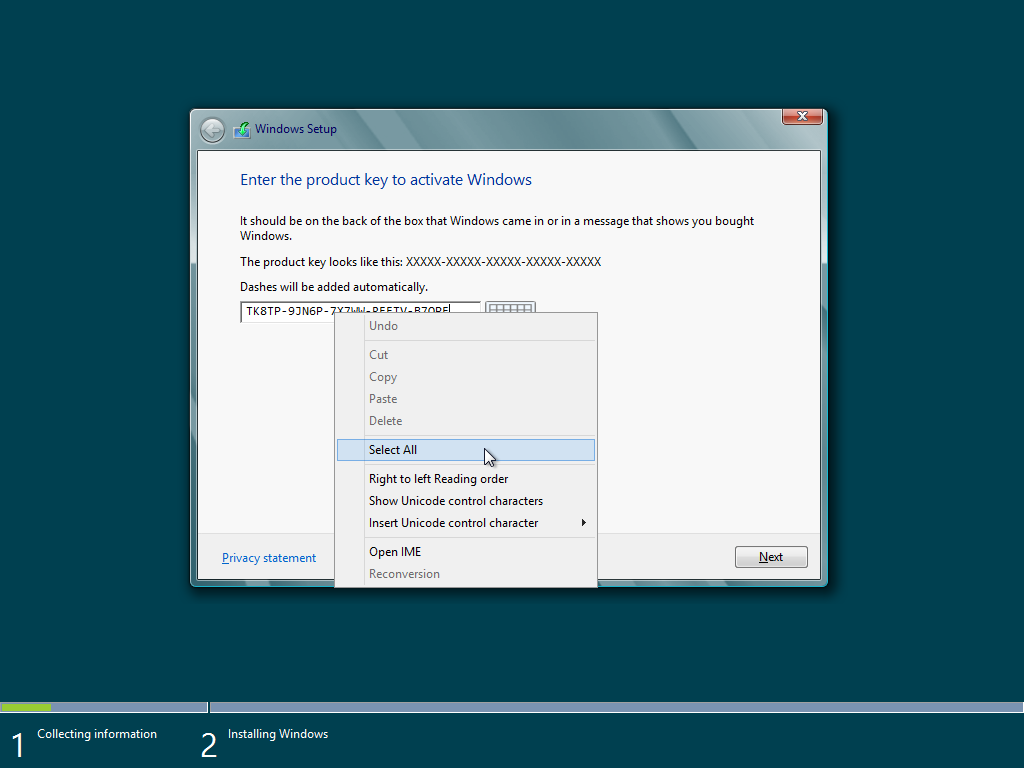 Windows Setup
Enter the product key to activate Windows
It should be on the back of the box that Windows came in or in a message that shows you bought
Windows.
The product key looks like this: XXXXX-XXXXX-XXXXX-XXXXX-XXXXX
Dashes will be added automatically.
TK8TP-9JN6P-
Undo
Cut
Copy
Paste
Delete
Select All
Right to left Reading order
Show Unicode control characters
Insert Unicode control character
Open IME
Reconversion
Privacy statement
Next
1 Collecting information
2 Installing Windows